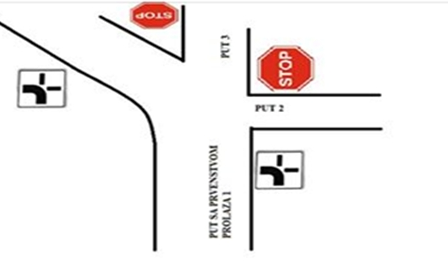 STOP
PUT 3
STOP
PUT 2
PUT SA PRVENSTVOM
PROLAZA 1